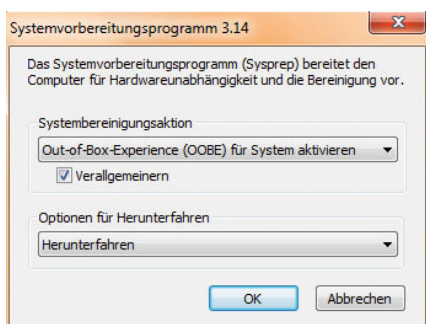 Systemvorbereitungsprogramm 3.14
Das Systemvorbereitungsprogramm (Sysprep) bereitet den
Computer für Hardwareunabhängigkeit und die Bereinigung vor.
Systembereinigungsaktion
Out-of-Box-Experience (OOBE) für System aktivieren
Verallgemeinern
Optionen für Herunterfahren
Herunterfahren
OK Abbrechen